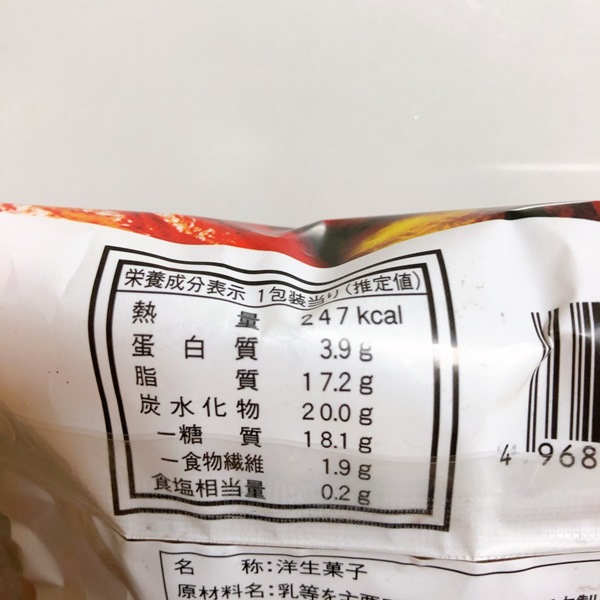 栄養成分表示 1包装当り(推定値)
熱量 247 kcal
蛋白質 3.9 g
脂質 17.2 g
炭水化物 20.0 g
－糖質 18.1 g
－食物繊維 1.9 g
食塩相当量 0.2 g
4 968
名称:洋生菓子
原材料名:乳等を主要